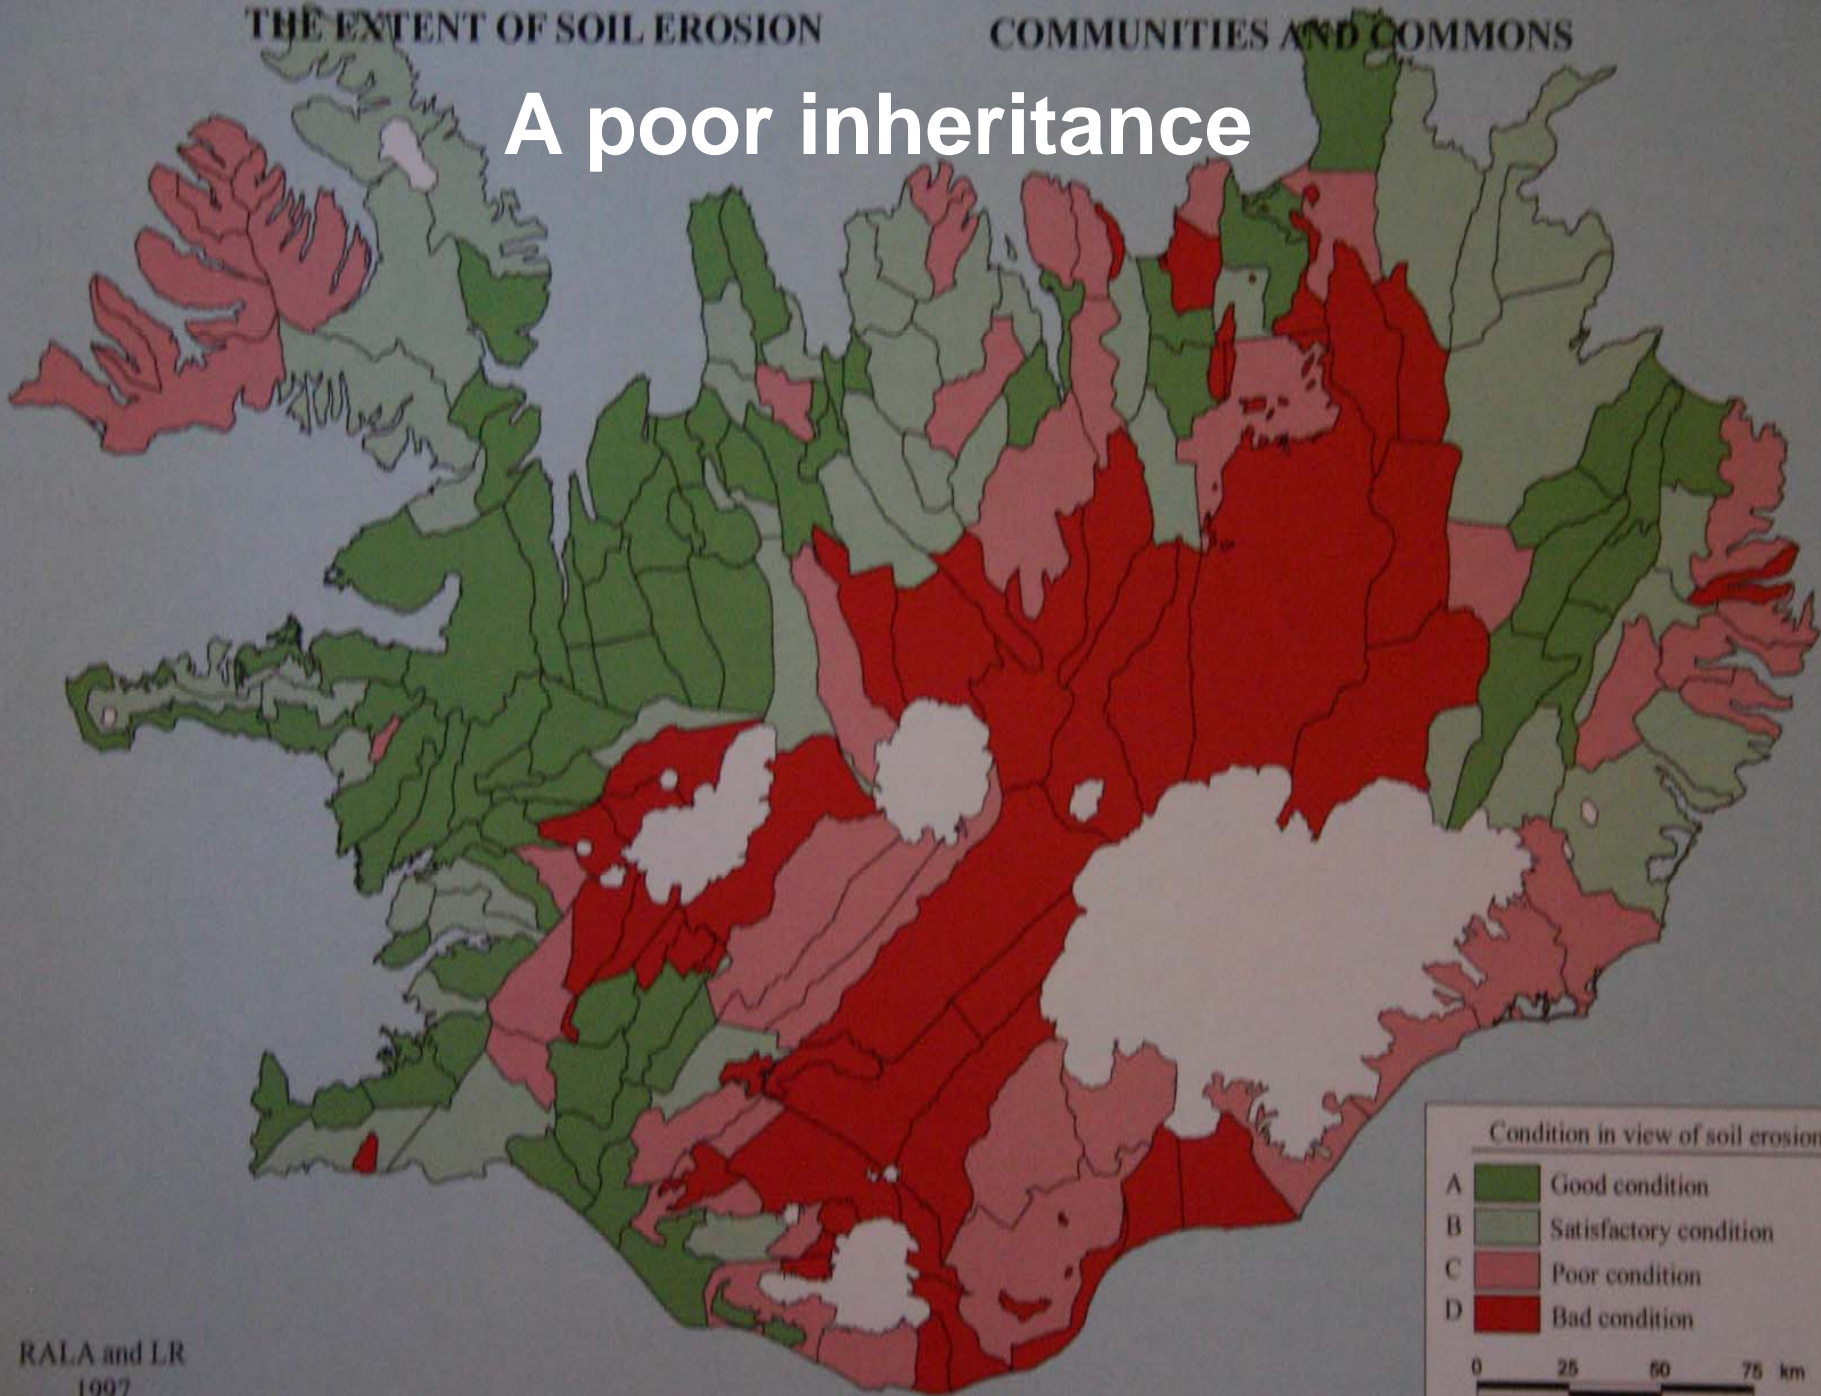 THE EXTENT OF SOIL EROSION
COMMUNITIES AND COMMONS
A poor inheritance
Condition in view of soil erosion
A Good condition
B Satisfactory condition
C Poor condition
D Bad condition
0 25 50 75 km
RALA and LR
1997